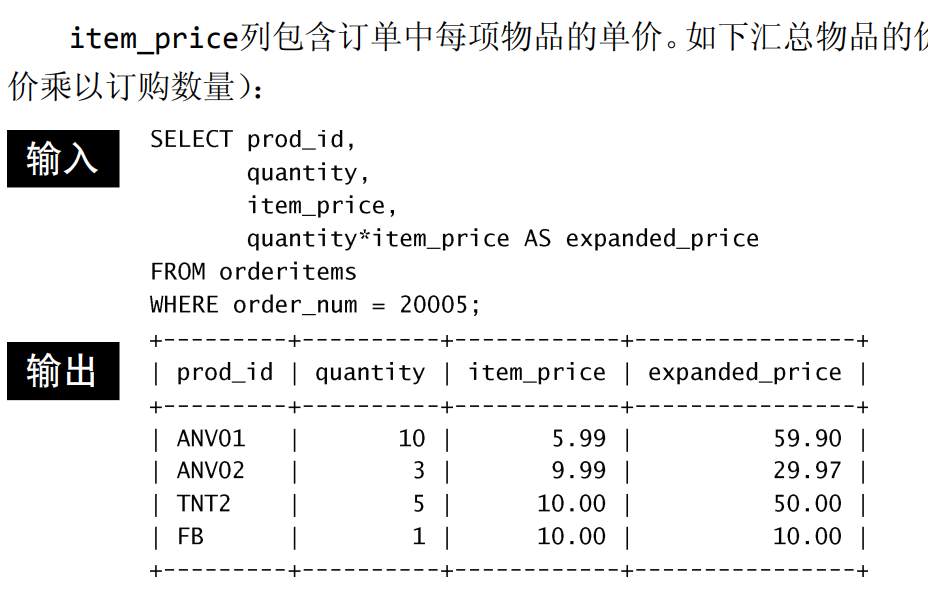 item_price列包含订单中每项物品的单价。如下汇总物品的
价乘以订购数量）：
输入
SELECT prod_id,
       quantity,
       item_price,
       quantity*item_price AS expanded_price
FROM orderitems
WHERE order_num = 20005;
输出
+---------+----------+------------+----------------+
| prod_id | quantity | item_price | expanded_price |
+---------+----------+------------+----------------+
| ANV01   |       10 |       5.99 |          59.90 |
| ANV02   |        3 |       9.99 |          29.97 |
| TNT2    |        5 |      10.00 |          50.00 |
| FB      |        1 |      10.00 |          10.00 |
+---------+----------+------------+----------------+